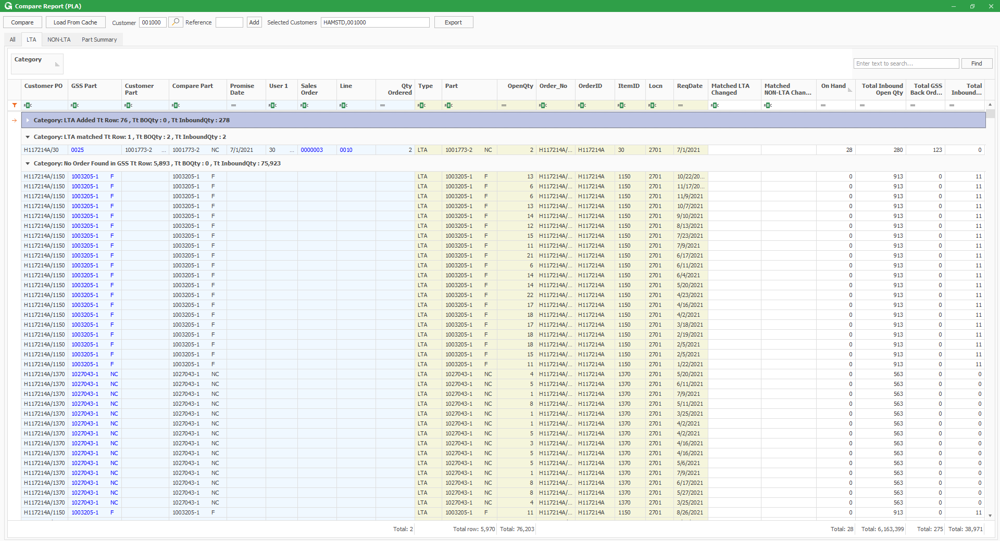 Compare Report (PLA)
Compare Load From Cache Customer 001000 Reference Add Selected Customers HAMSTD,001000 Export
All LTA NON-LTA Part Summary
Category
Enter text to search... Find
Customer PO GSS Part Customer Part Compare Part Promise Date User 1 Sales Order Line Qty Ordered Type Part OpenQty Order_No OrderID ItemID Locn ReqDate Matched LTA Changed Matched NON-LTA Chan... On Hand Total Inbound Open Qty Total GSS Back Ord... Total Inbound...
Category: LTA Added Tt Row: 76 , Tt BOQty : 0 , Tt InboundQty : 278
Category: LTA matched Tt Row: 1 , Tt BOQty : 2 , Tt InboundQty : 2
H117214A/30 0025 1001773-2 ... 1001773-2 NC 7/1/2021 30 ... 0000003 0010 2 LTA 1001773-2 NC 2 H117214A/... H117214A 30 2701 7/1/2021 28 280 123 0
Category: No Order Found in GSS Tt Row: 5,893 , Tt BOQty : 0 , Tt InboundQty : 75,923
H117214A/1150 1003205-1 F 1003205-1 F LTA 1003205-1 F 13 H117214A/... H117214A 1150 2701 10/22/20... 0 913 0 11
H117214A/1150 1003205-1 F 1003205-1 F LTA 1003205-1 F 6 H117214A/... H117214A 1150 2701 11/17/20... 0 913 0 11
H117214A/1150 1003205-1 F 1003205-1 F LTA 1003205-1 F 6 H117214A/... H117214A 1150 2701 11/9/2021 0 913 0 11
H117214A/1150 1003205-1 F 1003205-1 F LTA 1003205-1 F 13 H117214A/... H117214A 1150 2701 10/7/2021 0 913 0 11
H117214A/1150 1003205-1 F 1003205-1 F LTA 1003205-1 F 14 H117214A/... H117214A 1150 2701 9/10/2021 0 913 0 11
H117214A/1150 1003205-1 F 1003205-1 F LTA 1003205-1 F 12 H117214A/... H117214A 1150 2701 8/13/2021 0 913 0 11
H117214A/1150 1003205-1 F 1003205-1 F LTA 1003205-1 F 15 H117214A/... H117214A 1150 2701 7/23/2021 0 913 0 11
H117214A/1150 1003205-1 F 1003205-1 F LTA 1003205-1 F 11 H117214A/... H117214A 1150 2701 7/9/2021 0 913 0 11
H117214A/1150 1003205-1 F 1003205-1 F LTA 1003205-1 F 21 H117214A/... H117214A 1150 2701 6/17/2021 0 913 0 11
H117214A/1150 1003205-1 F 1003205-1 F LTA 1003205-1 F 6 H117214A/... H117214A 1150 2701 6/11/2021 0 913 0 11
H117214A/1150 1003205-1 F 1003205-1 F LTA 1003205-1 F 14 H117214A/... H117214A 1150 2701 6/4/2021 0 913 0 11
H117214A/1150 1003205-1 F 1003205-1 F LTA 1003205-1 F 14 H117214A/... H117214A 1150 2701 5/20/2021 0 913 0 11
H117214A/1150 1003205-1 F 1003205-1 F LTA 1003205-1 F 22 H117214A/... H117214A 1150 2701 4/23/2021 0 913 0 11
H117214A/1150 1003205-1 F 1003205-1 F LTA 1003205-1 F 17 H117214A/... H117214A 1150 2701 4/16/2021 0 913 0 11
H117214A/1150 1003205-1 F 1003205-1 F LTA 1003205-1 F 18 H117214A/... H117214A 1150 2701 4/2/2021 0 913 0 11
H117214A/1150 1003205-1 F 1003205-1 F LTA 1003205-1 F 17 H117214A/... H117214A 1150 2701 3/18/2021 0 913 0 11
H117214A/1150 1003205-1 F 1003205-1 F LTA 1003205-1 F 18 H117214A/... H117214A 1150 2701 2/19/2021 0 913 0 11
H117214A/1150 1003205-1 F 1003205-1 F LTA 1003205-1 F 18 H117214A/... H117214A 1150 2701 2/5/2021 0 913 0 11
H117214A/1150 1003205-1 F 1003205-1 F LTA 1003205-1 F 15 H117214A/... H117214A 1150 2701 2/5/2021 0 913 0 11
H117214A/1150 1003205-1 F 1003205-1 F LTA 1003205-1 F 11 H117214A/... H117214A 1150 2701 1/22/2021 0 913 0 11
H117214A/1370 1027043-1 NC 1027043-1 NC LTA 1027043-1 NC 4 H117214A/... H117214A 1370 2701 5/20/2021 0 563 0 0
H117214A/1370 1027043-1 NC 1027043-1 NC LTA 1027043-1 NC 5 H117214A/... H117214A 1370 2701 6/11/2021 0 563 0 0
H117214A/1370 1027043-1 NC 1027043-1 NC LTA 1027043-1 NC 1 H117214A/... H117214A 1370 2701 7/9/2021 0 563 0 0
H117214A/1370 1027043-1 NC 1027043-1 NC LTA 1027043-1 NC 8 H117214A/... H117214A 1370 2701 5/11/2021 0 563 0 0
H117214A/1370 1027043-1 NC 1027043-1 NC LTA 1027043-1 NC 1 H117214A/... H117214A 1370 2701 3/25/2021 0 563 0 0
H117214A/1370 1027043-1 NC 1027043-1 NC LTA 1027043-1 NC 1 H117214A/... H117214A 1370 2701 4/2/2021 0 563 0 0
H117214A/1370 1027043-1 NC 1027043-1 NC LTA 1027043-1 NC 5 H117214A/... H117214A 1370 2701 4/2/2021 0 563 0 0
H117214A/1370 1027043-1 NC 1027043-1 NC LTA 1027043-1 NC 3 H117214A/... H117214A 1370 2701 4/16/2021 0 563 0 0
H117214A/1370 1027043-1 NC 1027043-1 NC LTA 1027043-1 NC 5 H117214A/... H117214A 1370 2701 4/16/2021 0 563 0 0
H117214A/1370 1027043-1 NC 1027043-1 NC LTA 1027043-1 NC 5 H117214A/... H117214A 1370 2701 5/6/2021 0 563 0 0
H117214A/1370 1027043-1 NC 1027043-1 NC LTA 1027043-1 NC 1 H117214A/... H117214A 1370 2701 7/9/2021 0 563 0 0
H117214A/1370 1027043-1 NC 1027043-1 NC LTA 1027043-1 NC 8 H117214A/... H117214A 1370 2701 6/17/2021 0 563 0 0
H117214A/1370 1027043-1 NC 1027043-1 NC LTA 1027043-1 NC 8 H117214A/... H117214A 1370 2701 5/27/2021 0 563 0 0
H117214A/1370 1027043-1 NC 1027043-1 NC LTA 1027043-1 NC 4 H117214A/... H117214A 1370 2701 3/25/2021 0 563 0 0
H117214A/1150 1003205-1 F 1003205-1 F LTA 1003205-1 F 11 H117214A/... H117214A 1150 2701 8/26/2021 0 913 0 11
Total: 2 Total row: 5,970 Total: 76,203 Total: 28 Total: 6,163,399 Total: 275 Total: 38,971